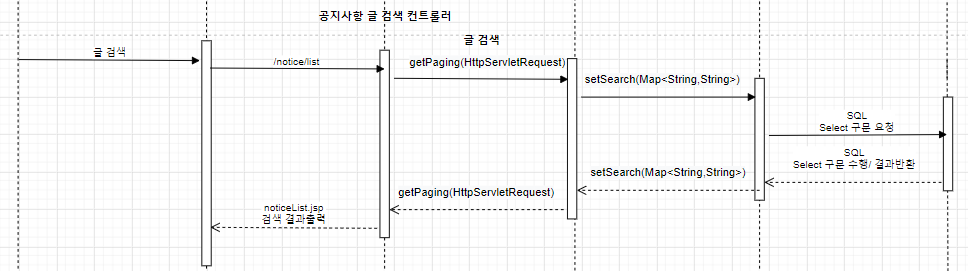 공지사항 글 검색 컨트롤러
글 검색
글 검색
/notice/list
getPaging(HttpServletRequest)
setSearch(Map<String,String>)
SQL
Select 구문 요청
SQL
Select 구문 수행/ 결과반환
setSearch(Map<String,String>)
getPaging(HttpServletRequest)
noticeList.jsp
검색 결과출력